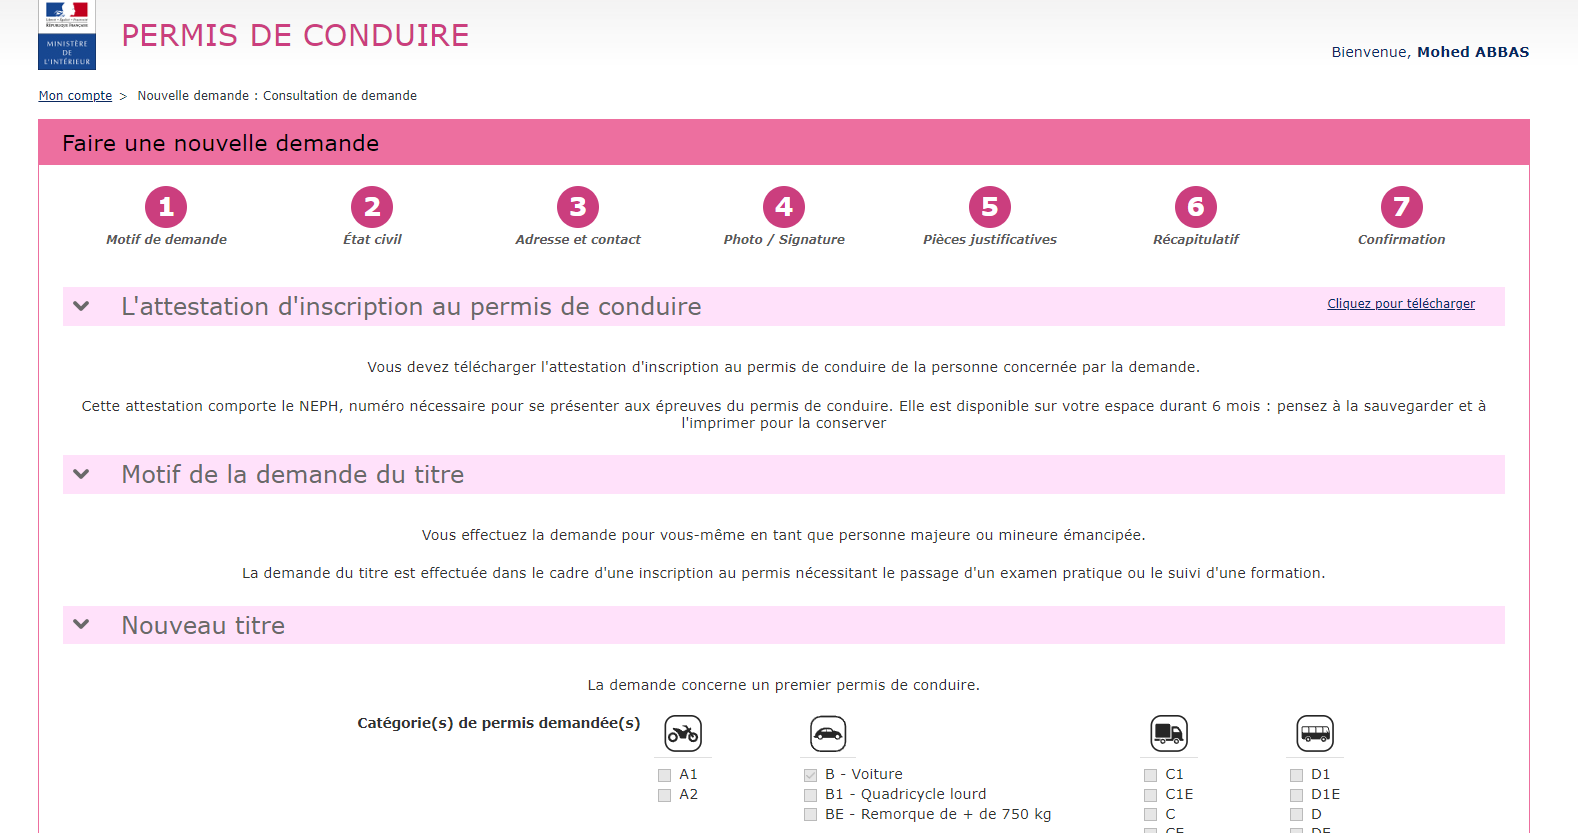 Liberté • Égalité • Fraternité
RÉPUBLIQUE FRANÇAISE
MINISTÈRE
DE
L'INTÉRIEUR
PERMIS DE CONDUIRE
Bienvenue, Mohed ABBAS
Mon compte > Nouvelle demande : Consultation de demande
Faire une nouvelle demande
1 2 3 4 5 6 7
Motif de demande État civil Adresse et contact Photo / Signature Pièces justificatives Récapitulatif Confirmation
L'attestation d'inscription au permis de conduire Cliquez pour télécharger
Vous devez télécharger l'attestation d'inscription au permis de conduire de la personne concernée par la demande.
Cette attestation comporte le NEPH, numéro nécessaire pour se présenter aux épreuves du permis de conduire. Elle est disponible sur votre espace durant 6 mois : pensez à la sauvegarder et à
l'imprimer pour la conserver
Motif de la demande du titre
Vous effectuez la demande pour vous-même en tant que personne majeure ou mineure émancipée.
La demande du titre est effectuée dans le cadre d'une inscription au permis nécessitant le passage d'un examen pratique ou le suivi d'une formation.
Nouveau titre
La demande concerne un premier permis de conduire.
Catégorie(s) de permis demandée(s)
A1 B - Voiture C1 D1
A2 B1 - Quadricycle lourd C1E D1E
BE - Remorque de + de 750 kg C D
CE DE